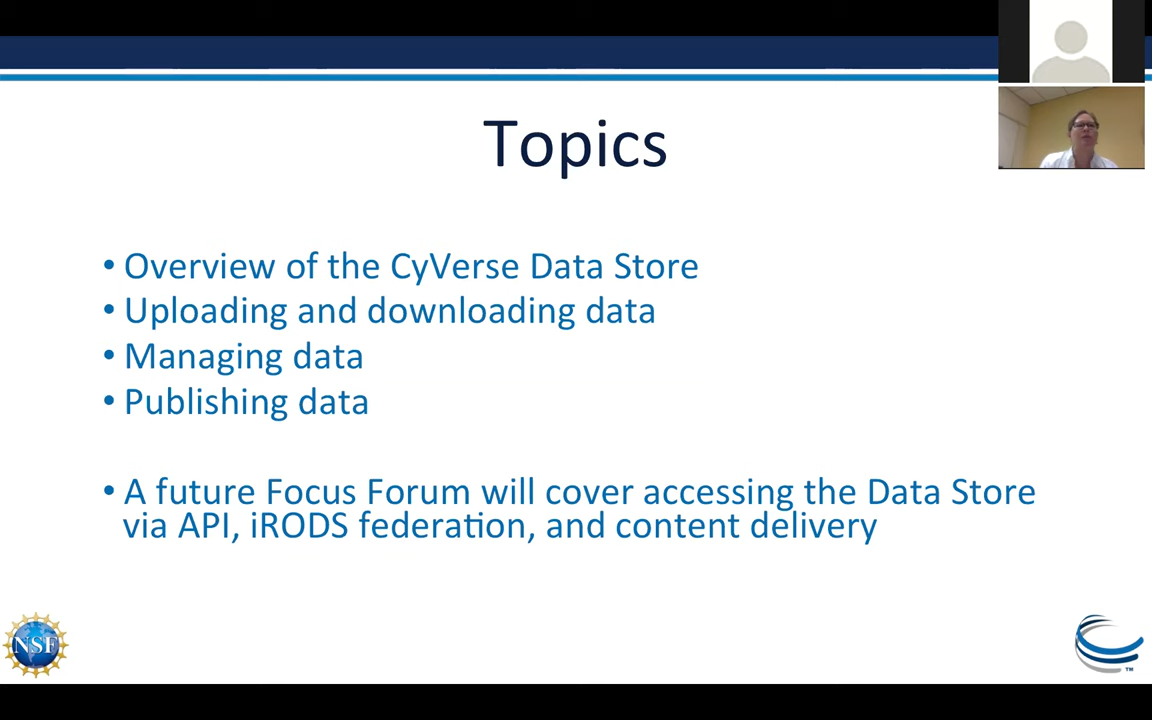 Topics
• Overview of the CyVerse Data Store
• Uploading and downloading data
• Managing data
• Publishing data
• A future Focus Forum will cover accessing the Data Store
via API, iRODS federation, and content delivery
NSF
TM